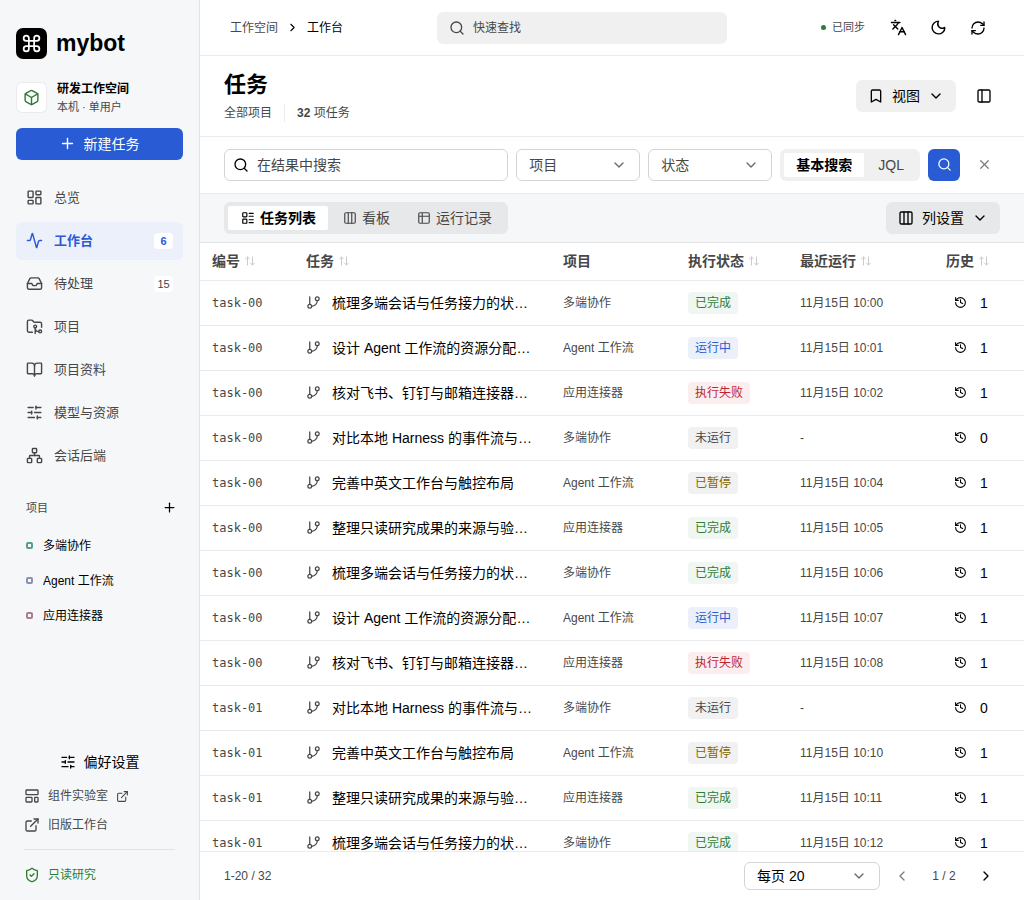 mybot
研发工作空间
本机 · 单用户
新建任务
总览
工作台 6
待处理 15
项目
项目资料
模型与资源
会话后端
项目
多端协作
Agent 工作流
应用连接器
偏好设置
组件实验室
旧版工作台
只读研究
工作空间 > 工作台
快速查找
已同步
任务
全部项目 32 项任务
视图
在结果中搜索 项目 状态 基本搜索 JQL
任务列表 看板 运行记录 列设置
编号 任务 项目 执行状态 最近运行 历史
task-00 梳理多端会话与任务接力的状… 多端协作 已完成 11月15日 10:00 1
task-00 设计 Agent 工作流的资源分配… Agent 工作流 运行中 11月15日 10:01 1
task-00 核对飞书、钉钉与邮箱连接器… 应用连接器 执行失败 11月15日 10:02 1
task-00 对比本地 Harness 的事件流与… 多端协作 未运行 - 0
task-00 完善中英文工作台与触控布局 Agent 工作流 已暂停 11月15日 10:04 1
task-00 整理只读研究成果的来源与验… 应用连接器 已完成 11月15日 10:05 1
task-00 梳理多端会话与任务接力的状… 多端协作 已完成 11月15日 10:06 1
task-00 设计 Agent 工作流的资源分配… Agent 工作流 运行中 11月15日 10:07 1
task-00 核对飞书、钉钉与邮箱连接器… 应用连接器 执行失败 11月15日 10:08 1
task-01 对比本地 Harness 的事件流与… 多端协作 未运行 - 0
task-01 完善中英文工作台与触控布局 Agent 工作流 已暂停 11月15日 10:10 1
task-01 整理只读研究成果的来源与验… 应用连接器 已完成 11月15日 10:11 1
task-01 梳理多端会话与任务接力的状… 多端协作 已完成 11月15日 10:12 1
1-20 / 32 每页 20 1 / 2